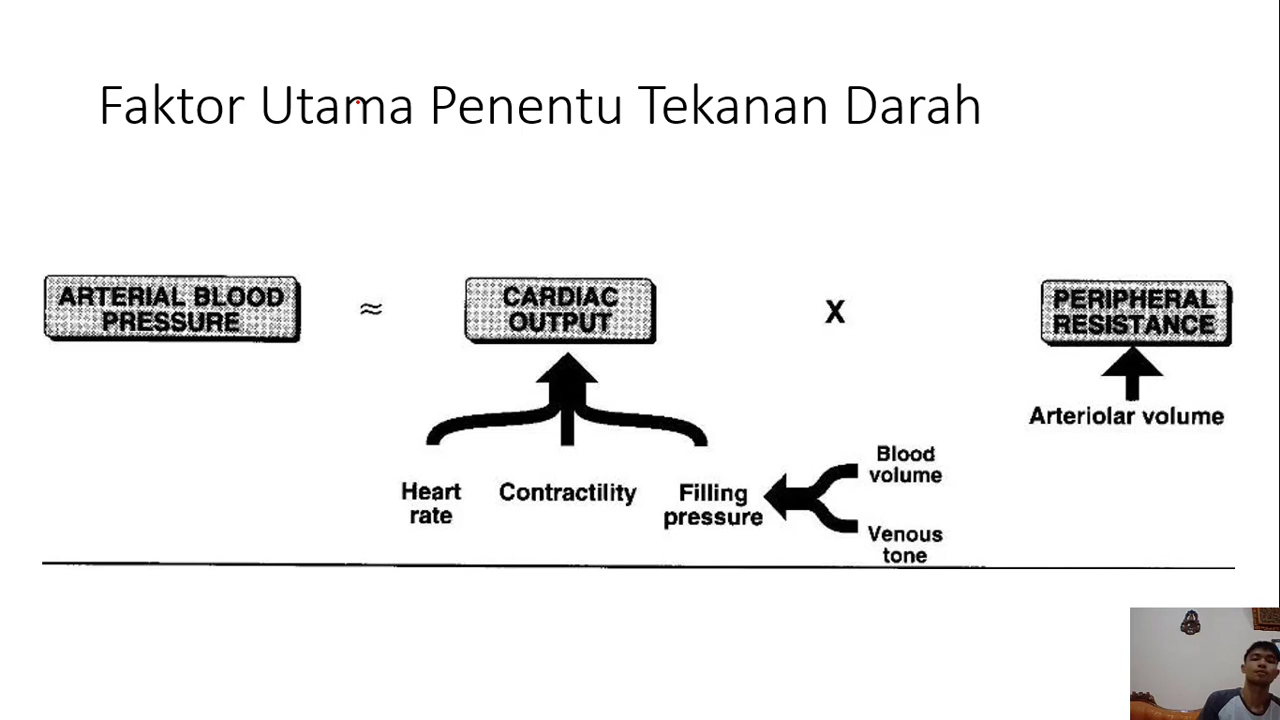 Faktor Utama Penentu Tekanan Darah
ARTERIAL BLOOD
PRESSURE
≈
CARDIAC
OUTPUT
X
PERIPHERAL
RESISTANCE
Arteriolar volume
Heart
rate
Contractility
Filling
pressure
Blood
volume
Venous
tone